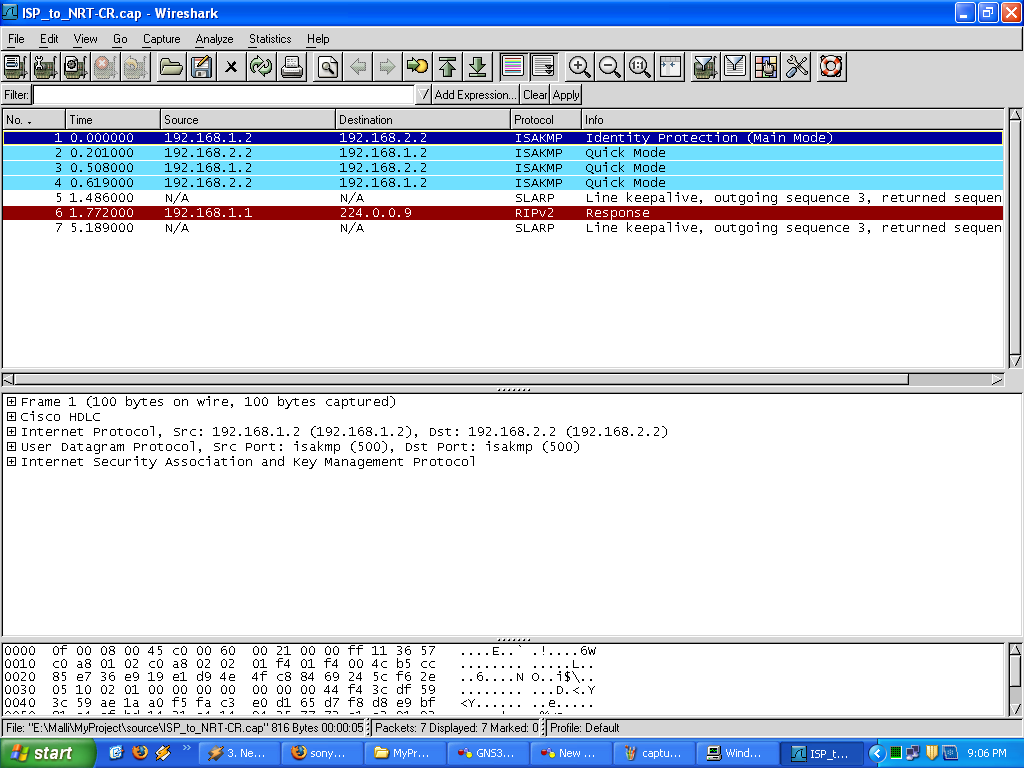 ISP_to_NRT-CR.cap - Wireshark
File Edit View Go Capture Analyze Statistics Help
Filter: Add Expression... Clear Apply
No. . Time Source Destination Protocol Info
1 0.000000 192.168.1.2 192.168.2.2 ISAKMP Identity Protection (Main Mode)
2 0.201000 192.168.2.2 192.168.1.2 ISAKMP Quick Mode
3 0.508000 192.168.1.2 192.168.2.2 ISAKMP Quick Mode
4 0.619000 192.168.2.2 192.168.1.2 ISAKMP Quick Mode
5 1.486000 N/A N/A SLARP Line keepalive, outgoing sequence 3, returned sequen
6 1.772000 192.168.1.1 224.0.0.9 RIPv2 Response
7 5.189000 N/A N/A SLARP Line keepalive, outgoing sequence 3, returned sequen
Frame 1 (100 bytes on wire, 100 bytes captured)
Cisco HDLC
Internet Protocol, Src: 192.168.1.2 (192.168.1.2), Dst: 192.168.2.2 (192.168.2.2)
User Datagram Protocol, Src Port: isakmp (500), Dst Port: isakmp (500)
Internet Security Association and Key Management Protocol
0000 0f 00 08 00 45 c0 00 60 00 21 00 00 ff 11 36 57 ....E..` .!....6W
0010 c0 a8 01 02 c0 a8 02 02 01 f4 01 f4 00 4c b5 cc ........ .....L..
0020 85 e7 36 e9 19 e1 d9 4e 4f c8 84 69 24 5c f6 2e ..6....N O..i$\..
0030 05 10 02 01 00 00 00 00 00 00 00 44 f4 3c df 59 ........ ...D.<.Y
0040 3c 59 ae 1a a0 f5 fa c3 e0 d1 65 d7 f8 d8 e9 bf <Y...... ..e.....
File: "E:\Malli\MyProject\source\ISP_to_NRT-CR.cap" 816 Bytes 00:00:05 Packets: 7 Displayed: 7 Marked: 0 Profile: Default
start 3. Ne... sony... MyPr... GNS3... New ... captu... Wind... ISP_t... 9:06 PM